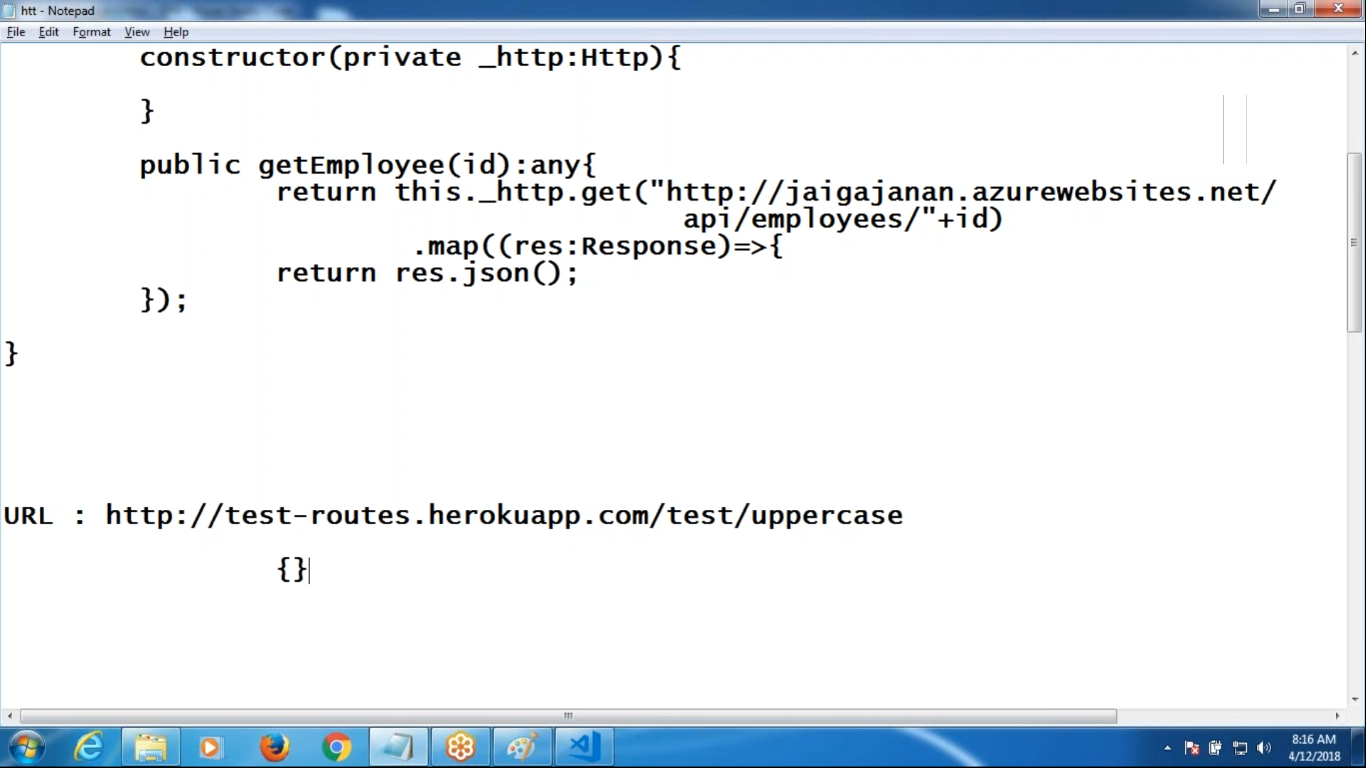 htt - Notepad
File Edit Format View Help
constructor(private _http:Http){
}
public getEmployee(id):any{
return this._http.get("http://jaigajanan.azurewebsites.net/
api/employees/"+id)
.map((res:Response)=>{
return res.json();
});
}
URL : http://test-routes.herokuapp.com/test/uppercase
{}
8:16 AM
4/12/2018